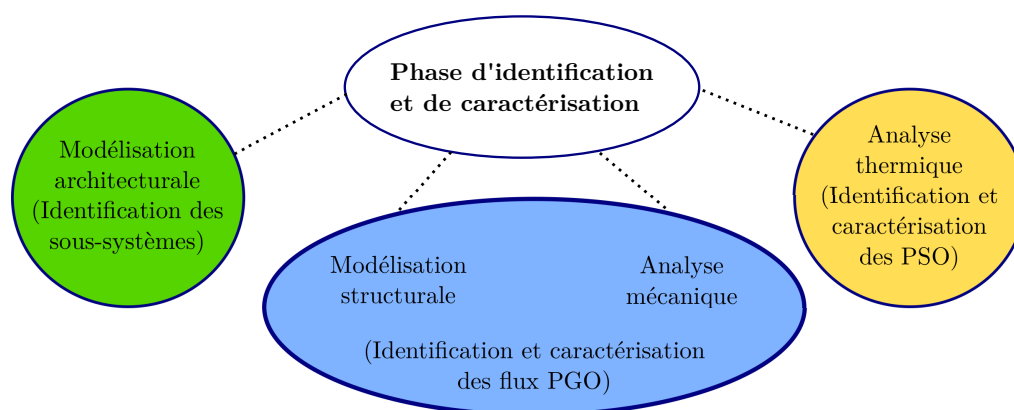 Phase d'identification
et de caractérisation
Modélisation
architecturale
(Identification des
sous-systèmes)
Modélisation
structurale
Analyse
mécanique
(Identification et caractérisation
des flux PGO)
Analyse
thermique
(Identification et
caractérisation
des PSO)